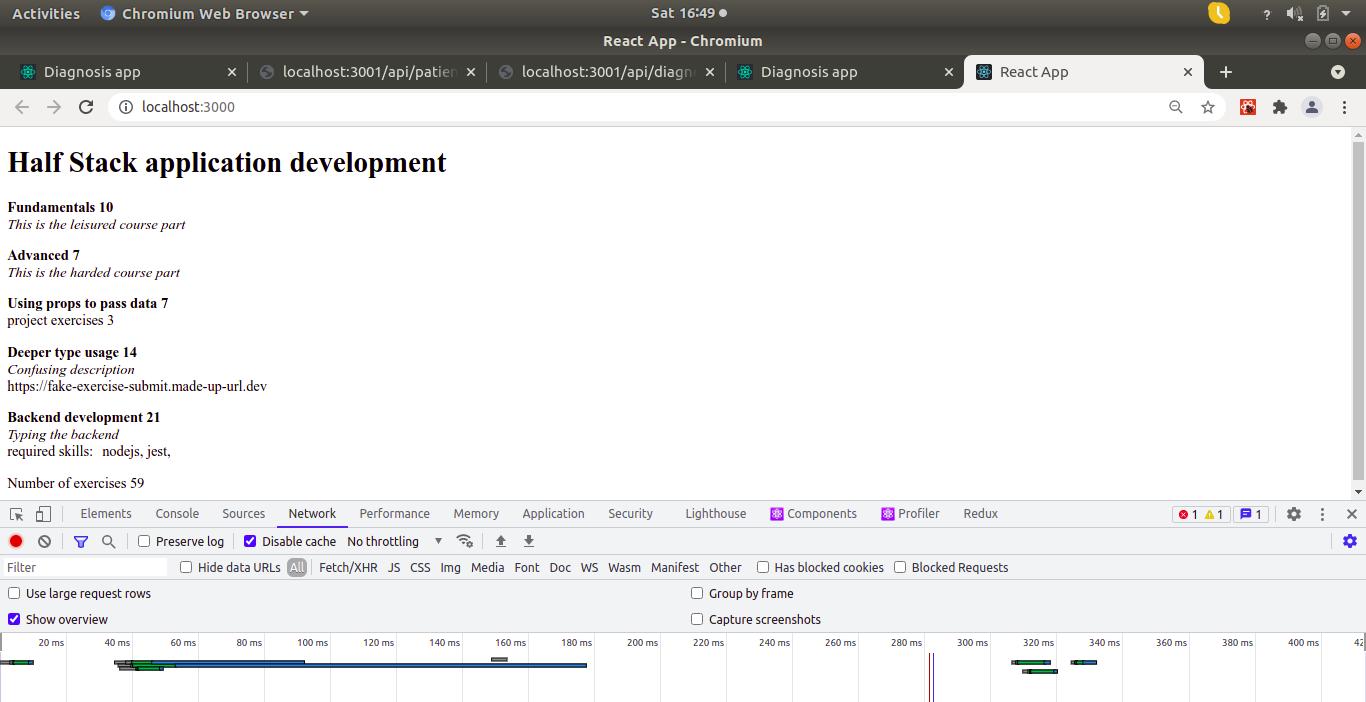 Activities Chromium Web Browser Sat 16:49
React App - Chromium
Diagnosis app localhost:3001/api/patien localhost:3001/api/diagn Diagnosis app React App
localhost:3000
Half Stack application development
Fundamentals 10
This is the leisured course part
Advanced 7
This is the harded course part
Using props to pass data 7
project exercises 3
Deeper type usage 14
Confusing description
https://fake-exercise-submit.made-up-url.dev
Backend development 21
Typing the backend
required skills: nodejs, jest,
Number of exercises 59
Elements Console Sources Network Performance Memory Application Security Lighthouse Components Profiler Redux 1 1 1
Preserve log Disable cache No throttling
Filter Hide data URLs All Fetch/XHR JS CSS Img Media Font Doc WS Wasm Manifest Other Has blocked cookies Blocked Requests
Use large request rows Group by frame
Show overview Capture screenshots
20 ms 40 ms 60 ms 80 ms 100 ms 120 ms 140 ms 160 ms 180 ms 200 ms 220 ms 240 ms 260 ms 280 ms 300 ms 320 ms 340 ms 360 ms 380 ms 400 ms 42